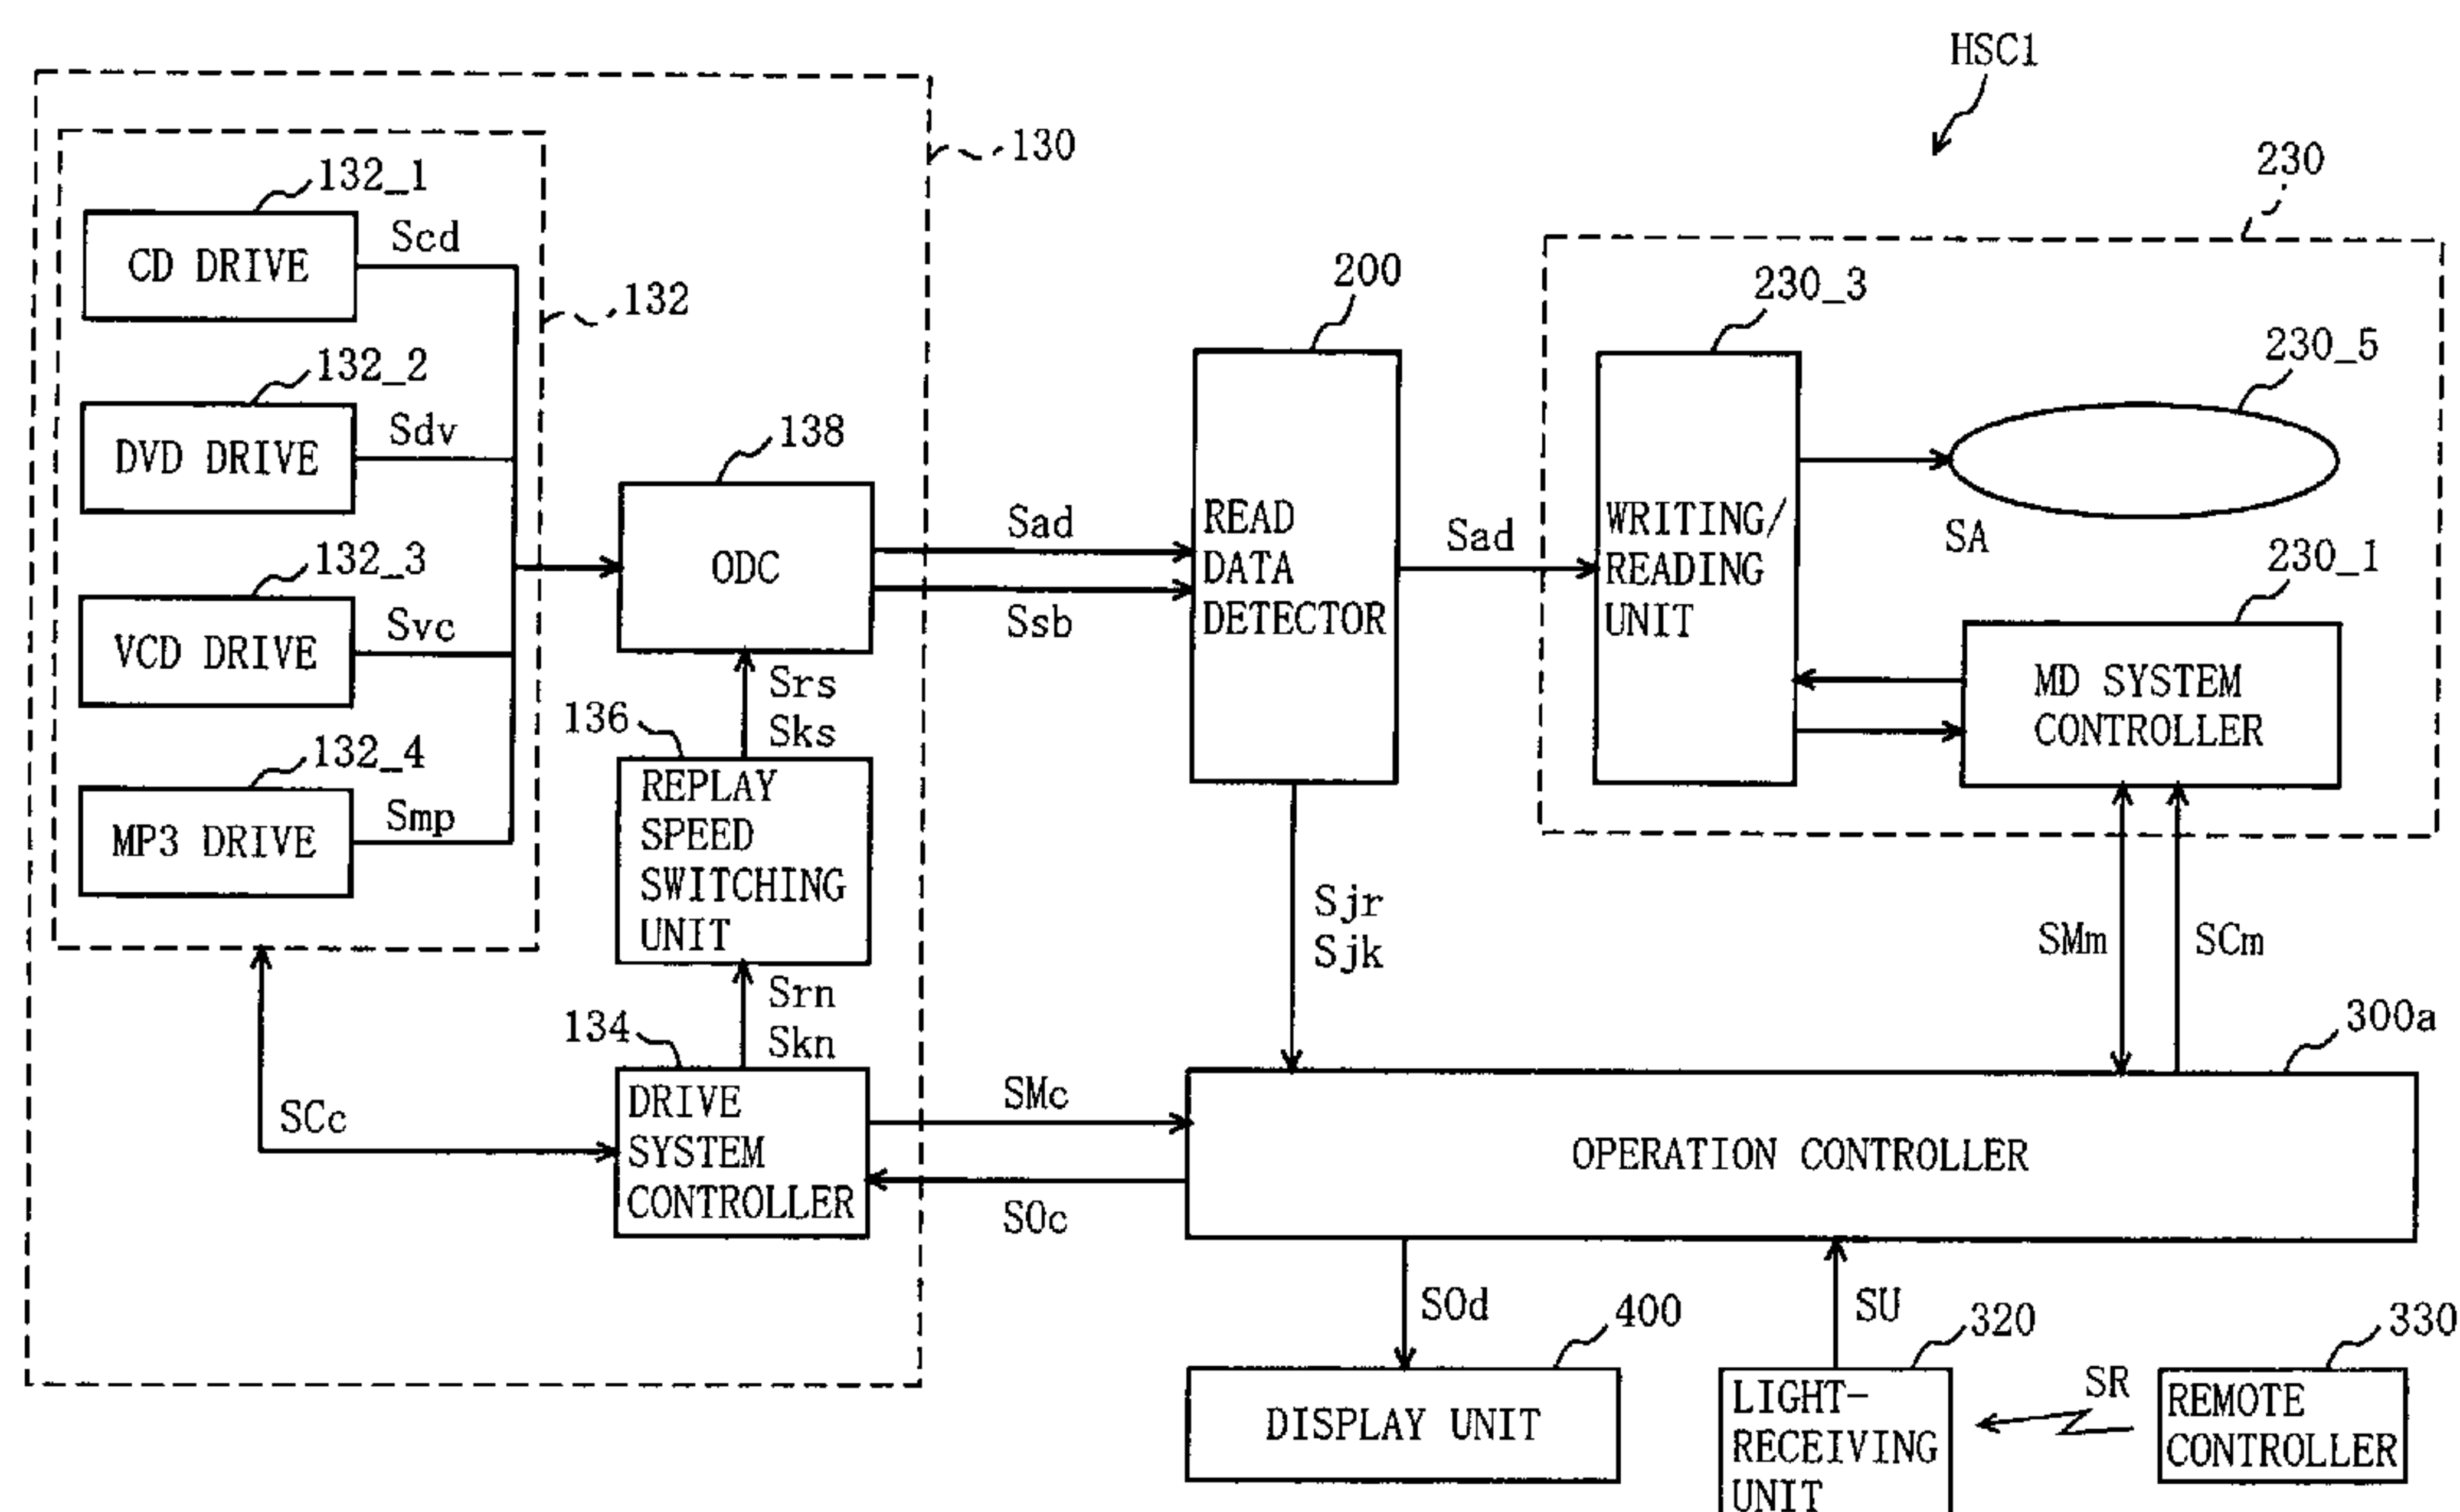 HSC1
130
230
132_1
CD DRIVE
Scd
132
132_2
DVD DRIVE
Sdv
132_3
VCD DRIVE
Svc
132_4
MP3 DRIVE
Smp
138
ODC
Sad
Ssb
200
READ
DATA
DETECTOR
Sad
230_3
WRITING/
READING
UNIT
230_5
SA
230_1
MD SYSTEM
CONTROLLER
Srs
Sks
136
REPLAY
SPEED
SWITCHING
UNIT
Srn
Skn
134
DRIVE
SYSTEM
CONTROLLER
SCc
SMc
SOc
Sjr
Sjk
SMm
SCm
300a
OPERATION CONTROLLER
SOd
400
DISPLAY UNIT
SU
320
LIGHT-
RECEIVING
UNIT
SR
330
REMOTE
CONTROLLER